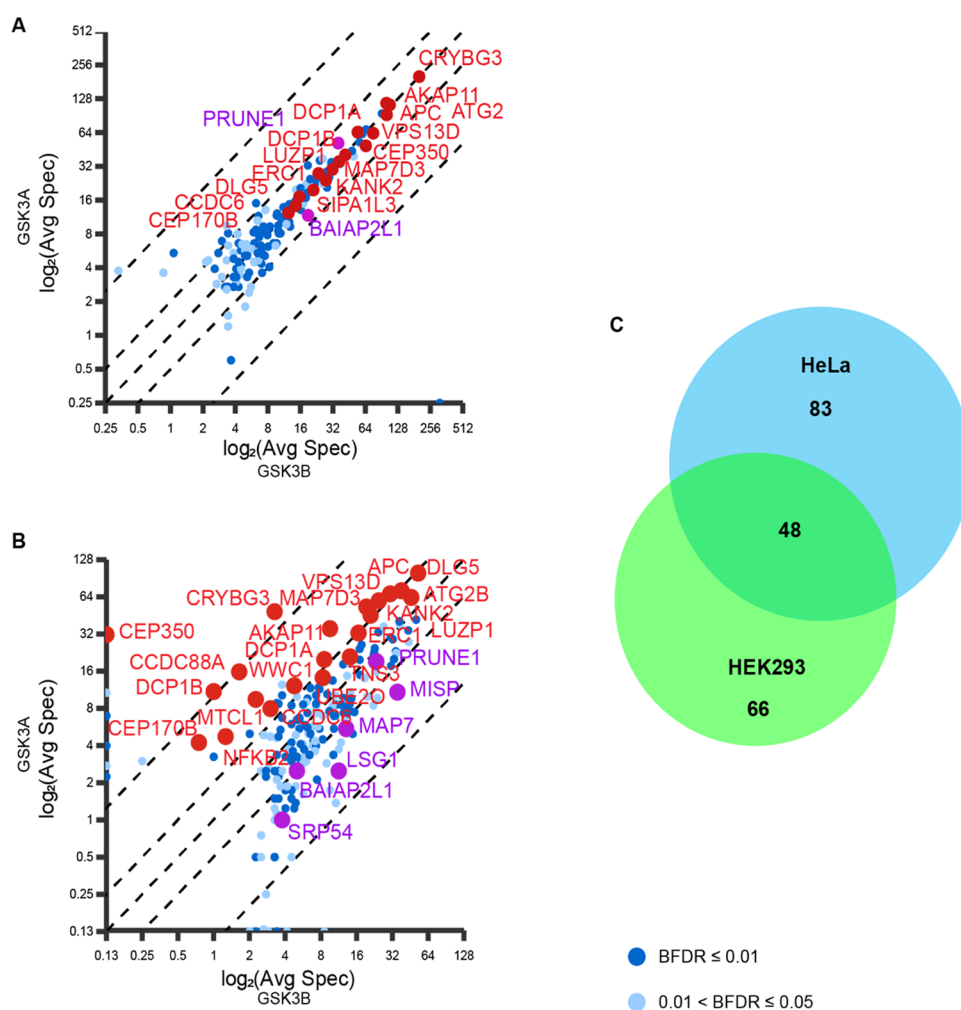 A
512
256
128
64
32
16
8
4
2
1
0.5
0.25
GSK3A
log₂(Avg Spec)
CRYBG3
AKAP11
DCP1A
APC
ATG2
PRUNE1
VPS13D
DCP1B
CEP350
LUZP1
MAP7D3
ERC1
KANK2
DLG5
SIPA1L3
CCDC6
CEP170B
BAIAP2L1
0.25 0.5 1 2 4 8 16 32 64 128 256 512
log₂(Avg Spec)
GSK3B
B
128
64
32
16
8
4
2
1
0.5
0.25
0.13
GSK3A
log₂(Avg Spec)
APC
DLG5
VPS13D
ATG2B
CRYBG3
MAP7D3
KANK2
CEP350
AKAP11
ERC1
LUZP1
DCP1A
PRUNE1
CCDC88A
WWC1
TNS3
DCP1B
UBE2O
MISP
MTCL1
CCDC6
MAP7
CEP170B
NFKB2
LSG1
BAIAP2L1
SRP54
0.13 0.25 0.5 1 2 4 8 16 32 64 128
log₂(Avg Spec)
GSK3B
C
HeLa
83
48
HEK293
66
BFDR ≤ 0.01
0.01 < BFDR ≤ 0.05